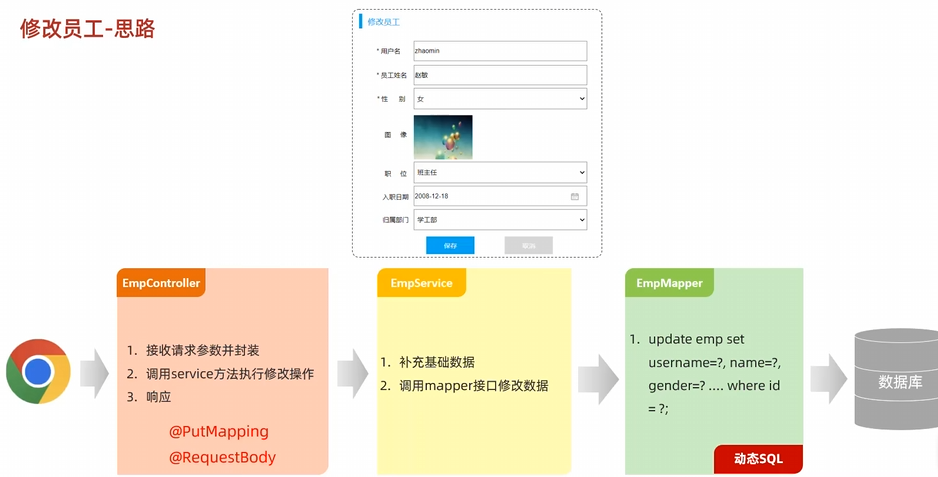 修改员工-思路
修改员工
* 用户名 zhaomin
* 员工姓名 赵敏
* 性 别 女
图 像
职 位 班主任
入职日期 2008-12-18
归属部门 学工部
保存 取消
EmpController
1. 接收请求参数并封装
2. 调用service方法执行修改操作
3. 响应
@PutMapping
@RequestBody
EmpService
1. 补充基础数据
2. 调用mapper接口修改数据
EmpMapper
1. update emp set
username=?, name=?,
gender=? .... where id
= ?;
动态SQL
数据库